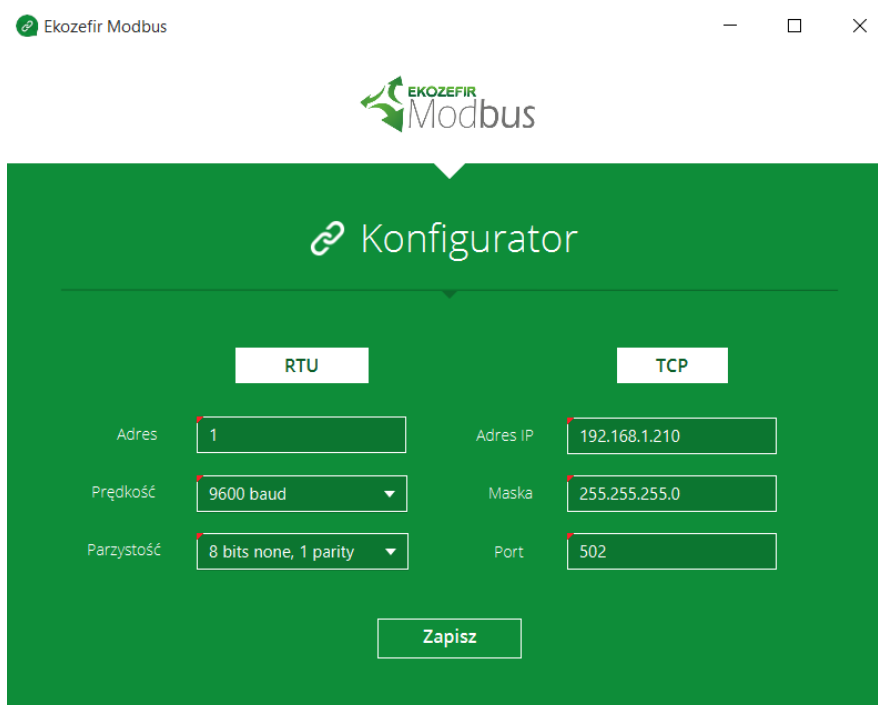 Ekozefir Modbus
EKOZEFIR
Modbus
Konfigurator
RTU
TCP
Adres
1
Adres IP
192.168.1.210
Prędkość
9600 baud
Maska
255.255.255.0
Parzystość
8 bits none, 1 parity
Port
502
Zapisz